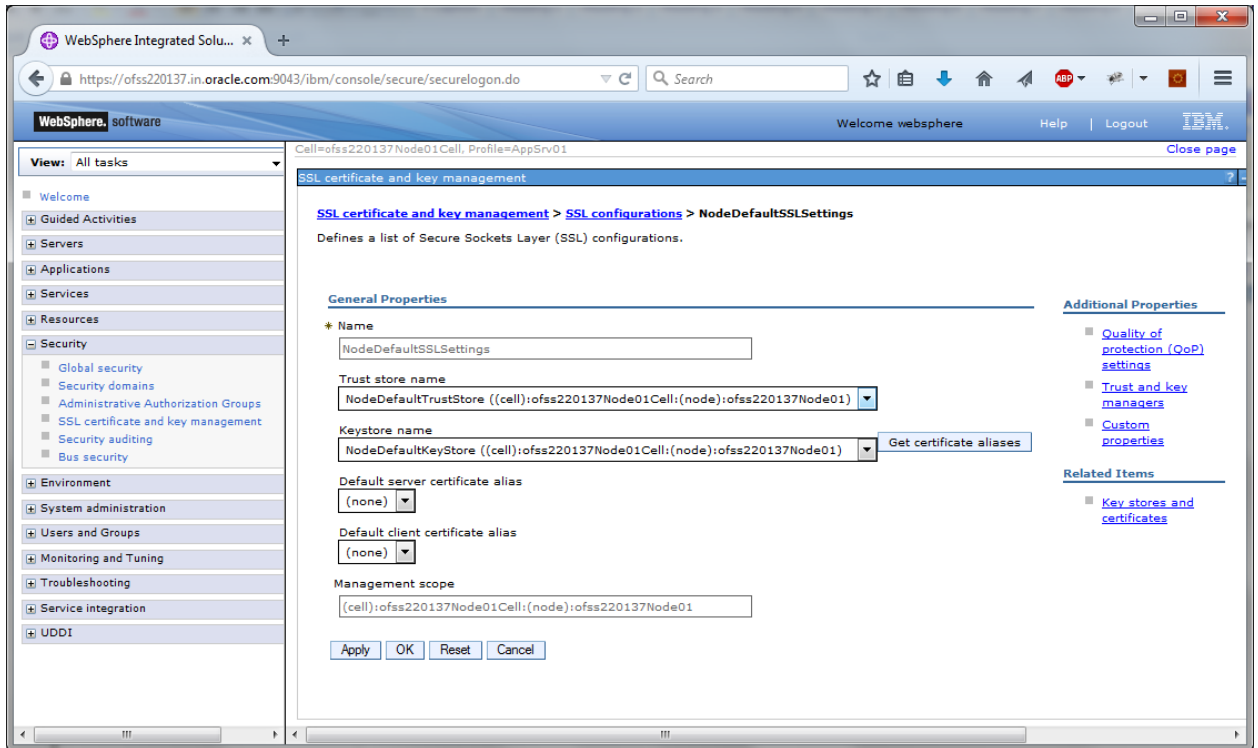 WebSphere Integrated Solu...
https://ofss220137.in.oracle.com:9043/ibm/console/secure/securelogon.do
Search
ABP
WebSphere. software
Welcome websphere
Help | Logout
IBM.
View: All tasks
Welcome
Guided Activities
Servers
Applications
Services
Resources
Security
Global security
Security domains
Administrative Authorization Groups
SSL certificate and key management
Security auditing
Bus security
Environment
System administration
Users and Groups
Monitoring and Tuning
Troubleshooting
Service integration
UDDI
Cell=ofss220137Node01Cell, Profile=AppSrv01
Close page
SSL certificate and key management
?
SSL certificate and key management > SSL configurations > NodeDefaultSSLSettings
Defines a list of Secure Sockets Layer (SSL) configurations.
General Properties
* Name
NodeDefaultSSLSettings
Trust store name
NodeDefaultTrustStore ((cell):ofss220137Node01Cell:(node):ofss220137Node01)
Keystore name
NodeDefaultKeyStore ((cell):ofss220137Node01Cell:(node):ofss220137Node01)
Get certificate aliases
Default server certificate alias
(none)
Default client certificate alias
(none)
Management scope
(cell):ofss220137Node01Cell:(node):ofss220137Node01
Apply
OK
Reset
Cancel
Additional Properties
Quality of
protection (QoP)
settings
Trust and key
managers
Custom
properties
Related Items
Key stores and
certificates